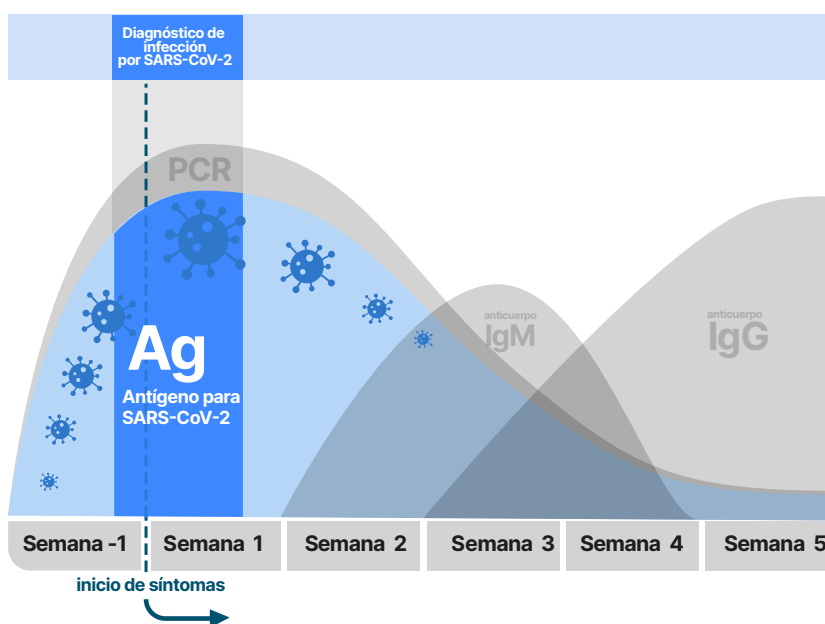 Diagnóstico de
infección
por SARS-CoV-2
PCR
anticuerpo
IgM
anticuerpo
IgG
Ag
Antígeno para
SARS-CoV-2
Semana -1
Semana 1
Semana 2
Semana 3
Semana 4
Semana 5
inicio de síntomas